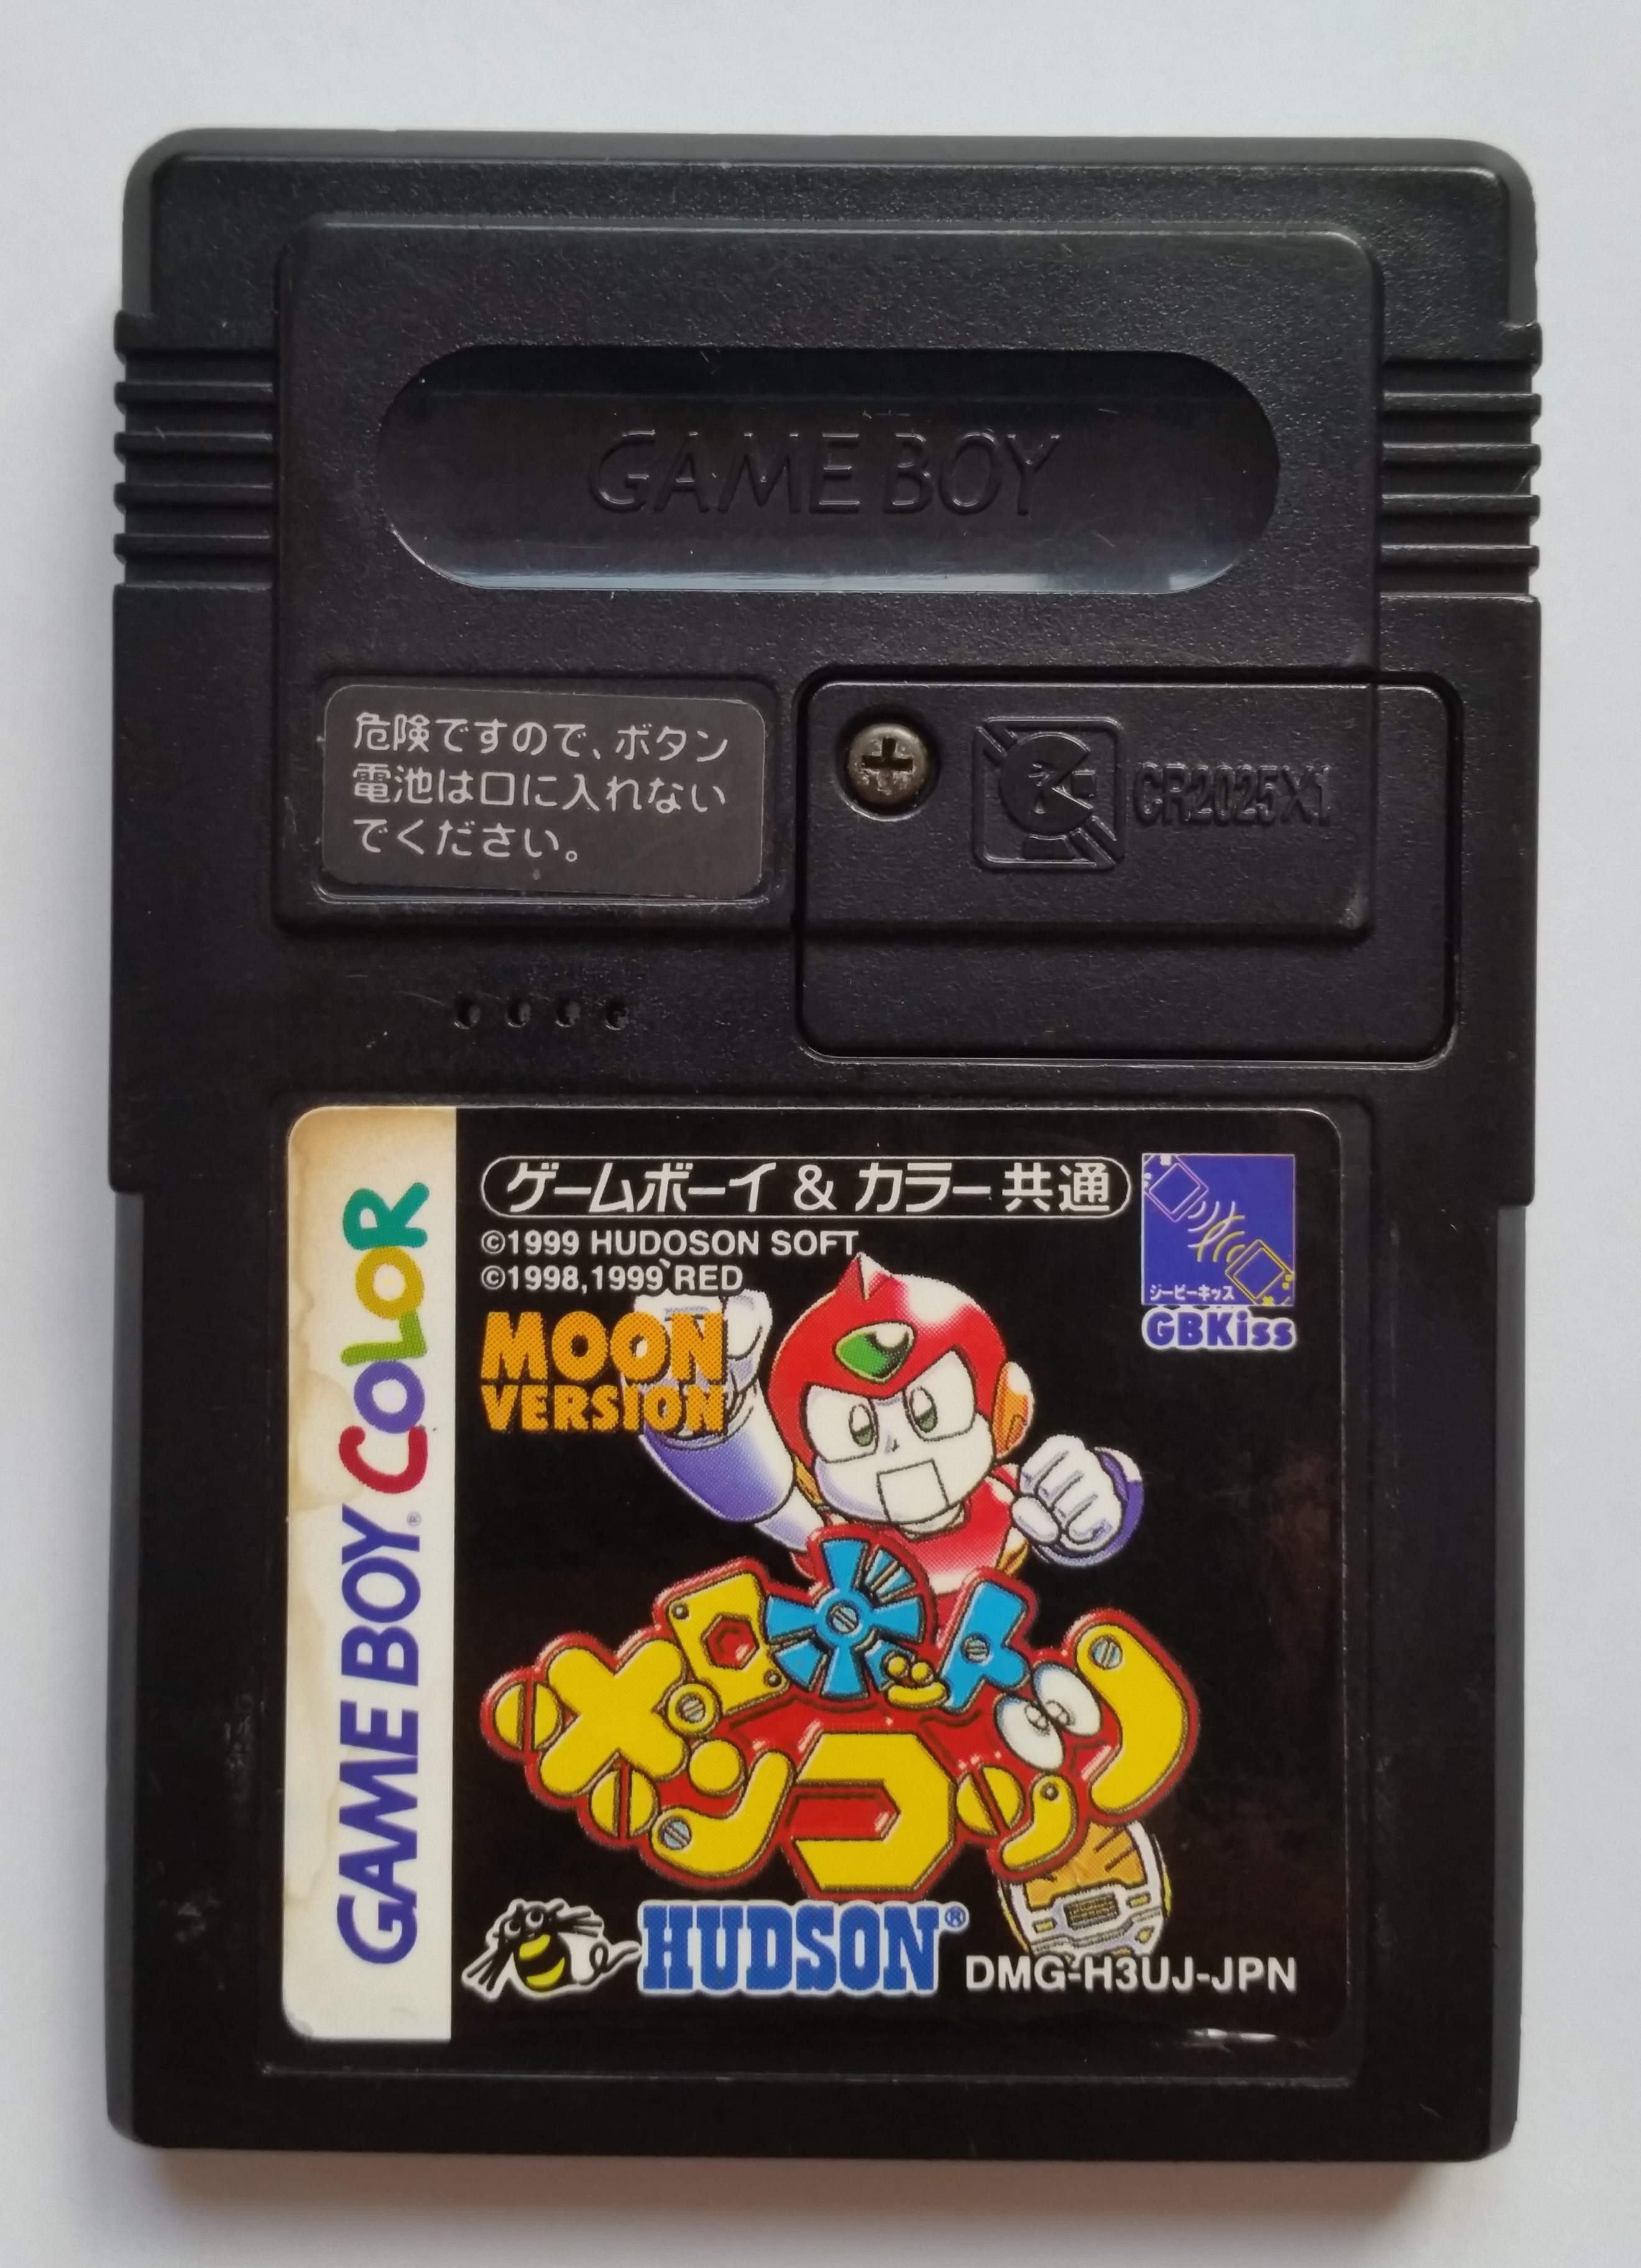 GAME BOY
危険ですので、ボタン
電池は口に入れない
でください。
CR2025X1
GAME BOY COLOR
ゲームボーイ & カラー 共通
©1999 HUDOSON SOFT
©1998,1999 RED
MOON
VERSION
ジーピーキッス
GBKiss
ロボット
ポンコッツ
HUDSON®
DMG-H3UJ-JPN